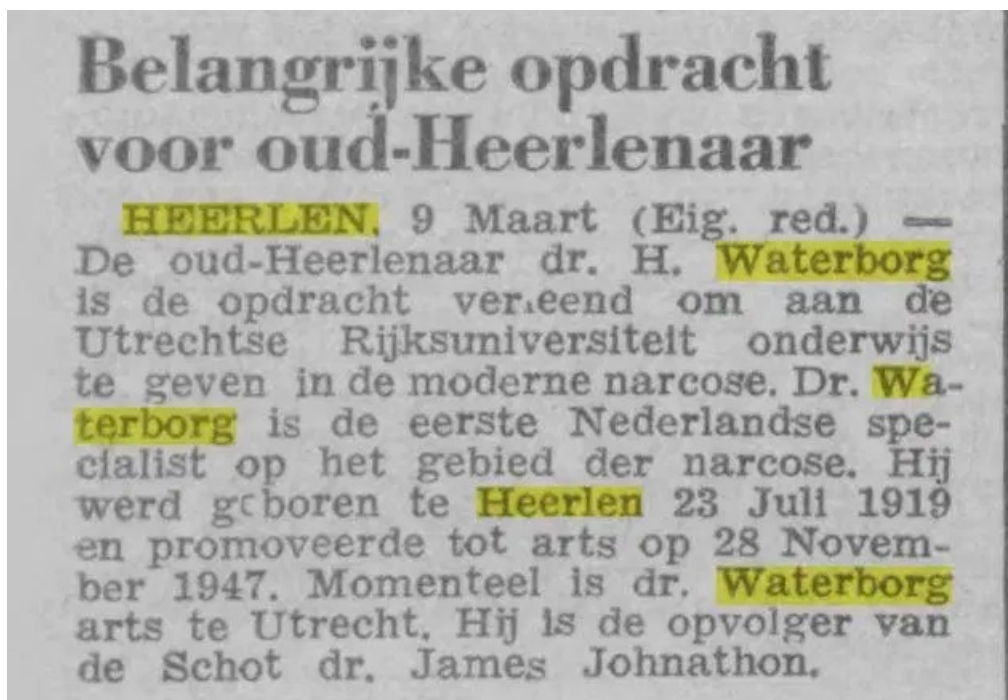 Belangrijke opdracht
voor oud-Heerlenaar
HEERLEN, 9 Maart (Eig. red.) —
De oud-Heerlenaar dr. H. Waterborg
is de opdracht verleend om aan de
Utrechtse Rijksuniversiteit onderwijs
te geven in de moderne narcose. Dr. Wa-
terborg is de eerste Nederlandse spe-
cialist op het gebied der narcose. Hij
werd geboren te Heerlen 23 Juli 1919
en promoveerde tot arts op 28 Novem-
ber 1947. Momenteel is dr. Waterborg
arts te Utrecht. Hij is de opvolger van
de Schot dr. James Johnathon.